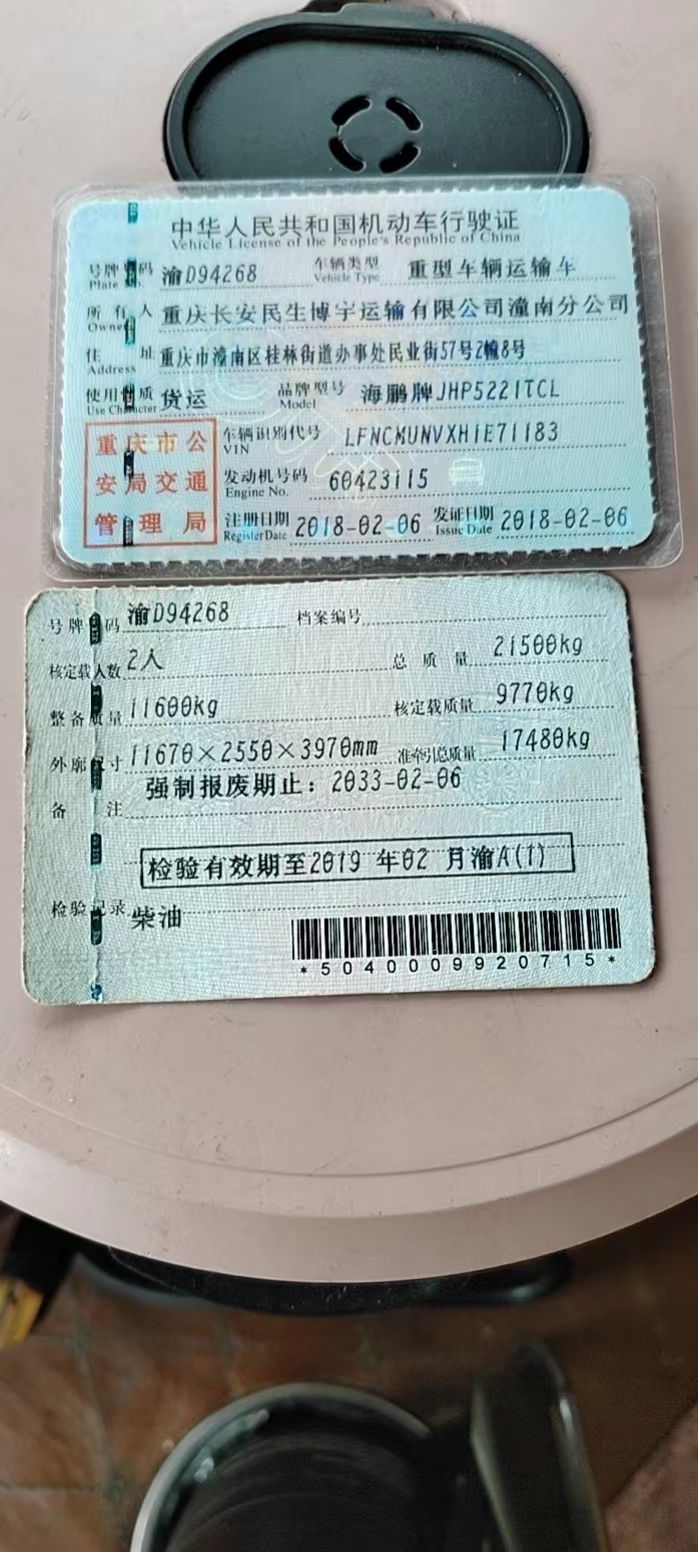 中华人民共和国机动车行驶证
Vehicle License of the People's Republic of China
号牌号码 渝D94268 车辆类型 重型车辆运输车
Plate No. Vehicle Type
所有人 重庆长安民生博宇运输有限公司潼南分公司
Owner
住址 重庆市潼南区桂林街道办事处民业街57号2幢8号
Address
使用性质 货运 品牌型号 海鹏牌JHP5221TCL
Use Character Model
重庆市公
安局交通
管理局
车辆识别代号 LFNCMUNVXH1E71183
VIN
发动机号码 60423115
Engine No.
注册日期 2018-02-06 发证日期 2018-02-06
Register Date Issue Date
号牌号码 渝D94268 档案编号
核定载人数 2人 总质量 21500kg
整备质量 11600kg 核定载质量 9770kg
外廓尺寸 11670×2550×3970mm 准牵引总质量 17480kg
强制报废期止：2033-02-06
备注
检验有效期至2019 年02 月渝A(1)
检验记录 柴油
*5040009920715*